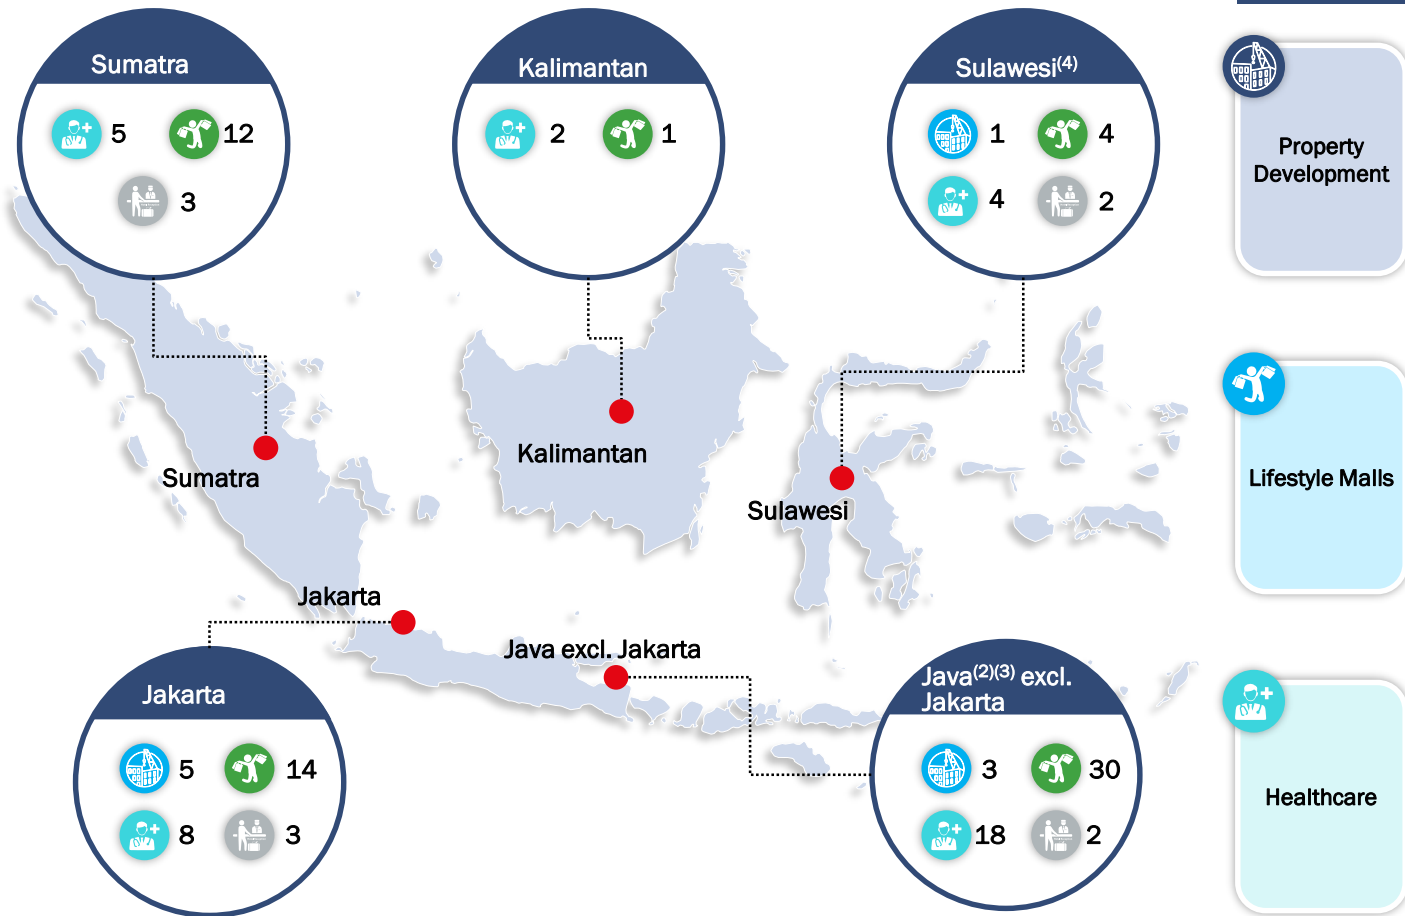 Sumatra
5 12
3
Kalimantan
2 1
Sulawesi(4)
1 4
4 2
Property
Development
Lifestyle Malls
Healthcare
Sumatra
Kalimantan
Sulawesi
Jakarta
Java excl. Jakarta
Jakarta
5 14
8 3
Java(2)(3) excl.
Jakarta
3 30
18 2